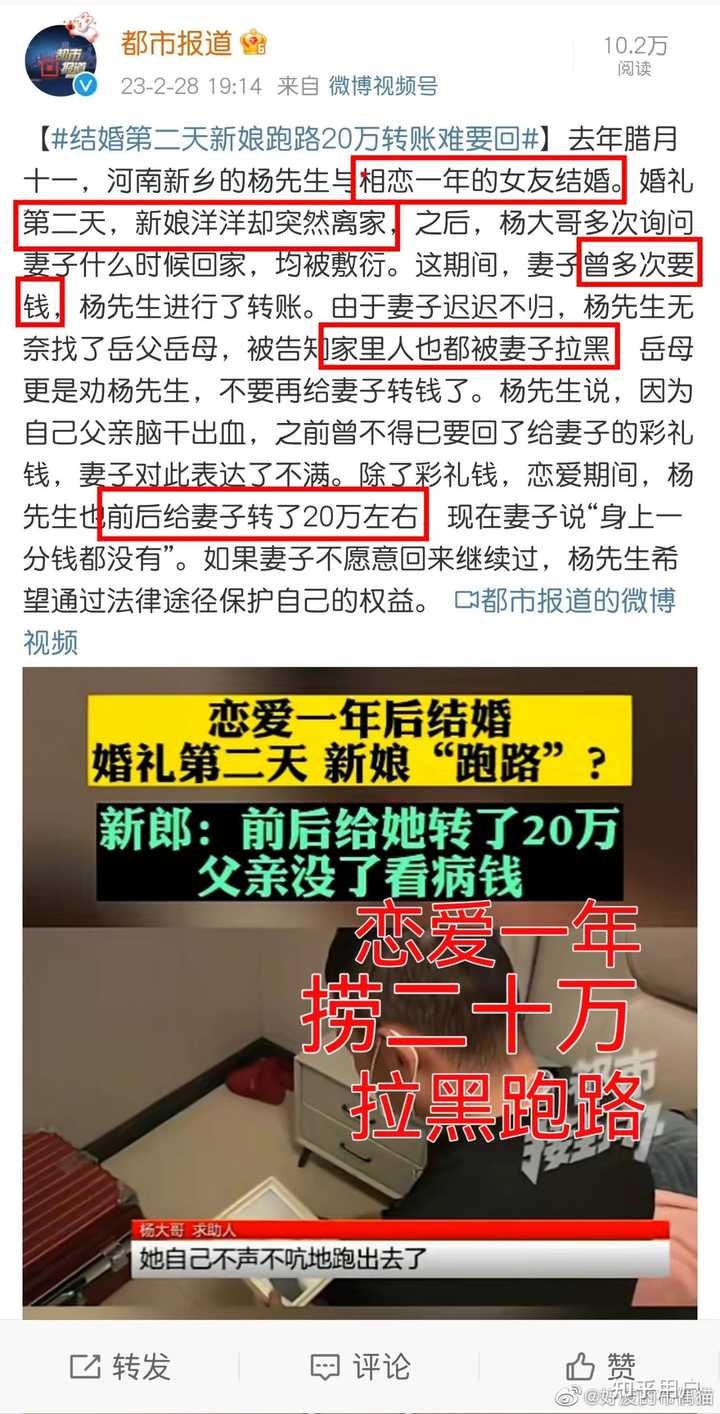 都市报道
10.2万
23-2-28 19:14 来自 微博视频号
阅读
【#结婚第二天新娘跑路20万转账难要回#】去年腊月
十一，河南新乡的杨先生与相恋一年的女友结婚。婚礼
第二天，新娘洋洋却突然离家，之后，杨大哥多次询问
妻子什么时候回家，均被敷衍。这期间，妻子曾多次要
钱，杨先生进行了转账。由于妻子迟迟不归，杨先生无
奈找了岳父岳母，被告知家里人也都被妻子拉黑，岳母
更是劝杨先生，不要再给妻子转钱了。杨先生说，因为
自己父亲脑干出血，之前曾不得已要回了给妻子的彩礼
钱，妻子对此表达了不满。除了彩礼钱，恋爱期间，杨
先生也前后给妻子转了20万左右，现在妻子说“身上一
分钱都没有”。如果妻子不愿意回来继续过，杨先生希
望通过法律途径保护自己的权益。 都市报道的微博
视频
恋爱一年后结婚
婚礼第二天 新娘“跑路”?
新郎：前后给她转了20万
父亲没了看病钱
恋爱一年
捞二十万
拉黑跑路
杨大哥 求助人
她自己不声不吭地跑出去了
转发
评论
赞
知乎用户